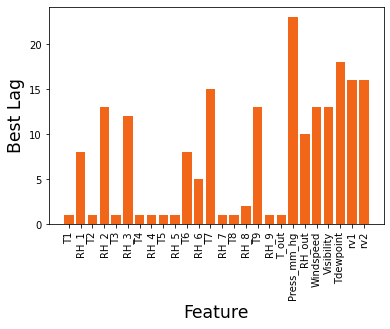 Best Lag
20
15
10
5
0
T1
RH_1
T2
RH_2
T3
RH_3
T4
RH_4
T5
RH_5
T6
RH_6
T7
RH_7
T8
RH_8
T9
RH_9
T_out
Press_mm_hg
RH_out
Windspeed
Visibility
Tdewpoint
rv1
rv2
Feature